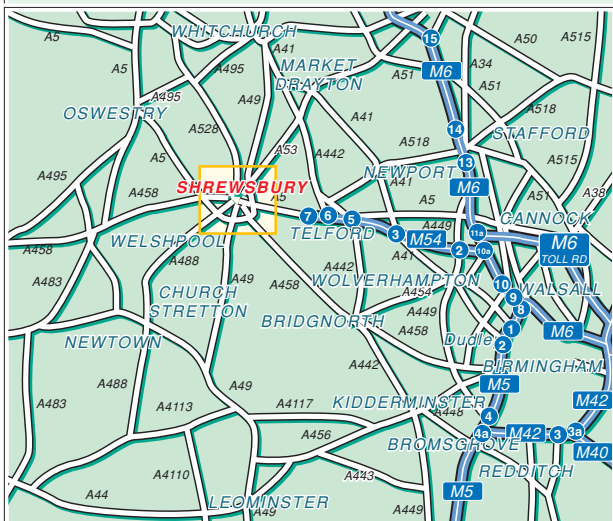 A5
WHITCHURCH
15
A50
A515
A41
A5
A495
MARKET
DRAYTON
M6
A34
A51
A51
A495
A49
OSWESTRY
A41
A518
A528
14
STAFFORD
A518
A53
A442
A5
13
A515
NEWPORT
A495
SHREWSBURY
A41
M6
A51
A38
A458
A5
A5
CANNOCK
7
6
5
A449
11a
TELFORD
3
M54
M6
TOLL RD
WELSHPOOL
2
10a
A458
A41
A488
A442
A483
A49
A458
WOLVERHAMPTON
10
WALSALL
CHURCH
STRETTON
A454
9
8
A449
BRIDGNORTH
1
M6
A458
Dudle
2
NEWTOWN
A442
BIRMINGHAM
M5
A488
A49
M42
A483
A4113
A4117
KIDDERMINSTER
A448
4
A456
4a
M42
3
3a
BROMSGROVE
M40
A4110
A443
REDDITCH
A44
M5
LEOMINSTER
A49